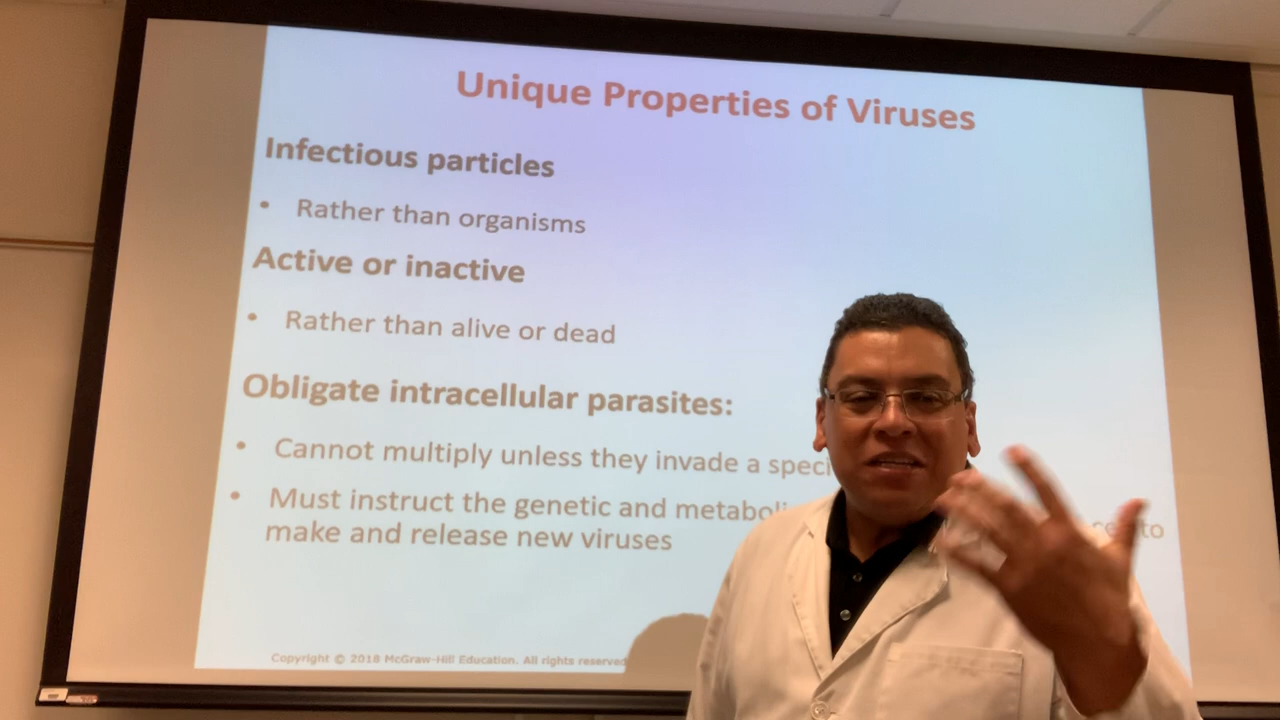 Unique Properties of Viruses
Infectious particles
• Rather than organisms
Active or inactive
• Rather than alive or dead
Obligate intracellular parasites:
• Cannot multiply unless they invade a speci
• Must instruct the genetic and metaboli to
make and release new viruses
Copyright © 2018 McGraw-Hill Education. All rights reserved